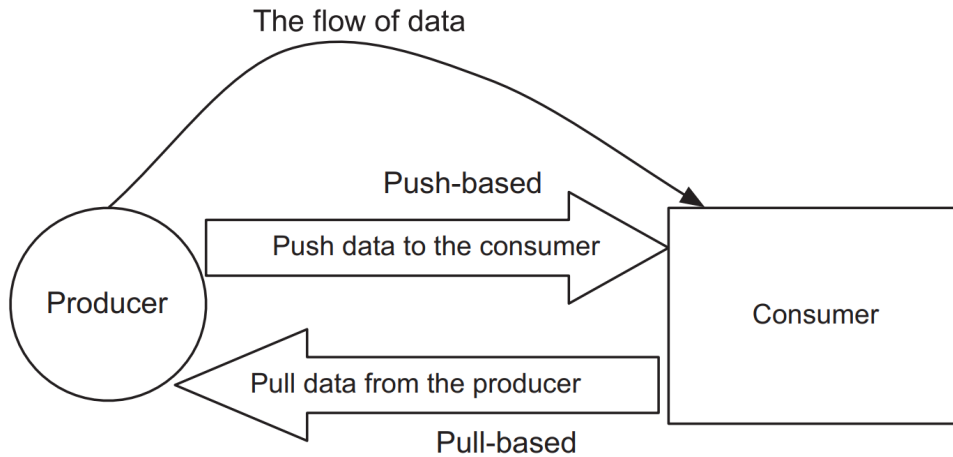 The flow of data
Push-based
Push data to the consumer
Producer
Consumer
Pull data from the producer
Pull-based